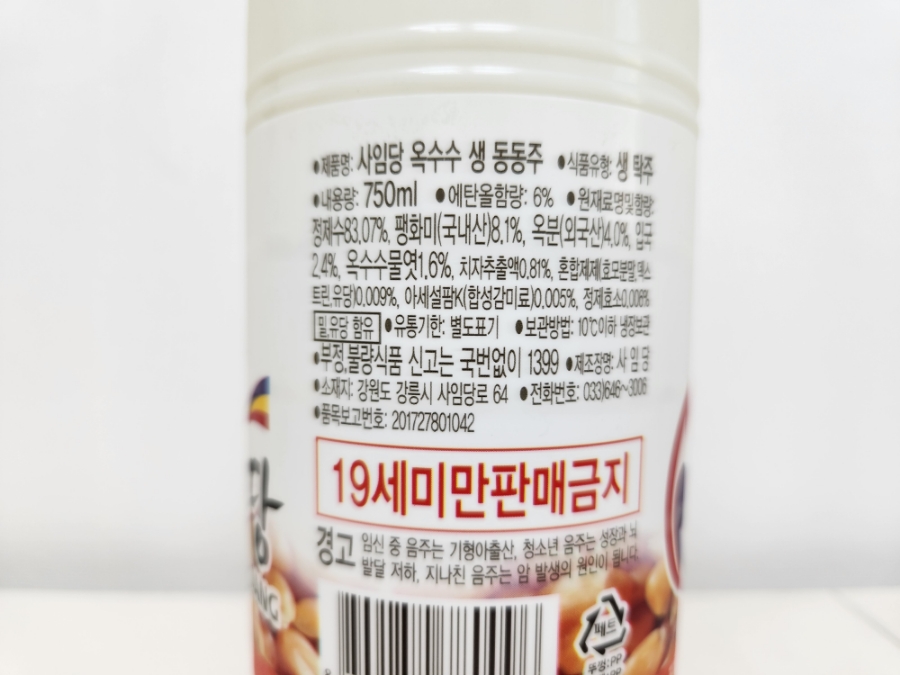 ●제품명: 사임당 옥수수 생 동동주 ●식품유형: 생 탁주
●내용량: 750ml ●에탄올함량: 6% ●원재료명및함량:
정제수83.07%, 팽화미(국내산)8.1%, 옥분(외국산)4.0%, 입국
2.4%, 옥수수물엿1.6%, 치자추출액0.81%, 혼합제제(효모분말,덱스
트린,유당)0.009%, 아세설팜K(합성감미료)0.005%, 정제효소0.006%
밀,유당 함유 ●유통기한: 별도표기 ●보관방법: 10℃이하 냉장보관
●부정,불량식품 신고는 국번없이 1399 ●제조장명: 사 임 당
●소재지: 강원도 강릉시 사임당로 64 ●전화번호: 033)646~3006
●품목보고번호: 201727801042
19세미만판매금지
경고 임신 중 음주는 기형아출산, 청소년 음주는 성장과 뇌
발달 저하, 지나친 음주는 암 발생의 원인이 됩니다.
당
ANG
페트
뚜껑:PP